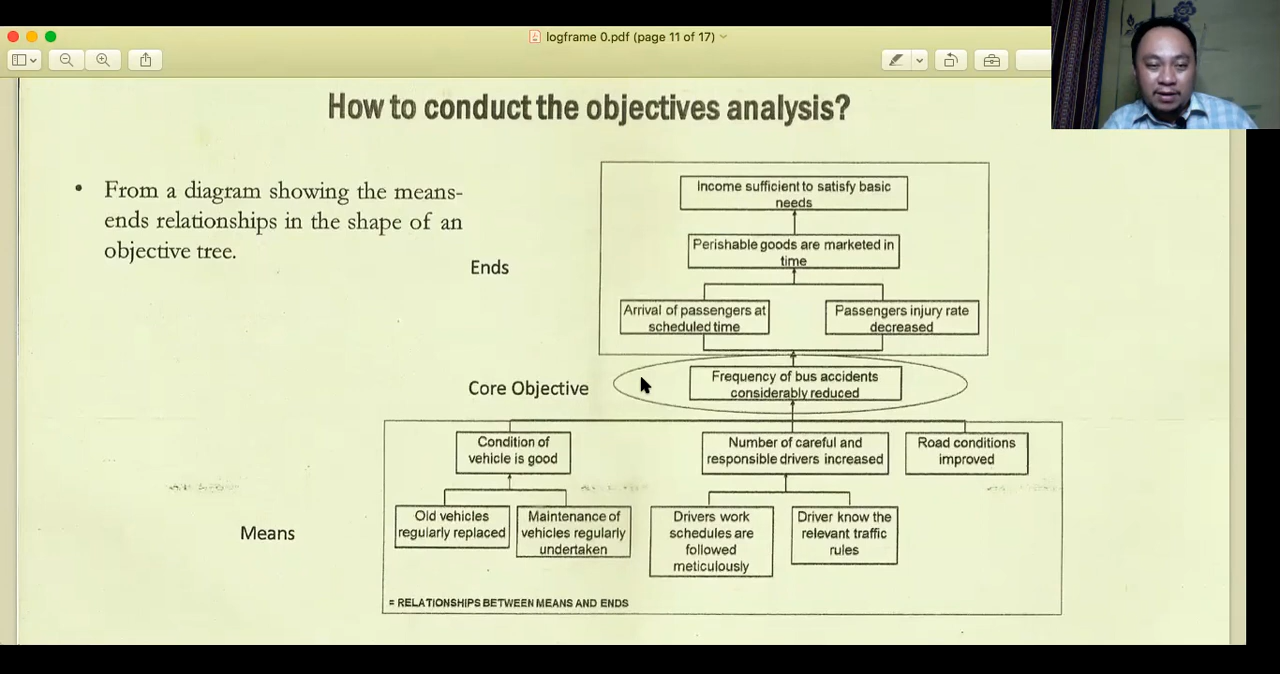 logframe 0.pdf (page 11 of 17)
How to conduct the objectives analysis?
• From a diagram showing the means-
ends relationships in the shape of an
objective tree.
Ends
Income sufficient to satisfy basic
needs
Perishable goods are marketed in
time
Arrival of passengers at
scheduled time
Passengers injury rate
decreased
Core Objective
Frequency of bus accidents
considerably reduced
Condition of
vehicle is good
Number of careful and
responsible drivers increased
Road conditions
improved
Means
Old vehicles
regularly replaced
Maintenance of
vehicles regularly
undertaken
Drivers work
schedules are
followed
meticulously
Driver know the
relevant traffic
rules
= RELATIONSHIPS BETWEEN MEANS AND ENDS